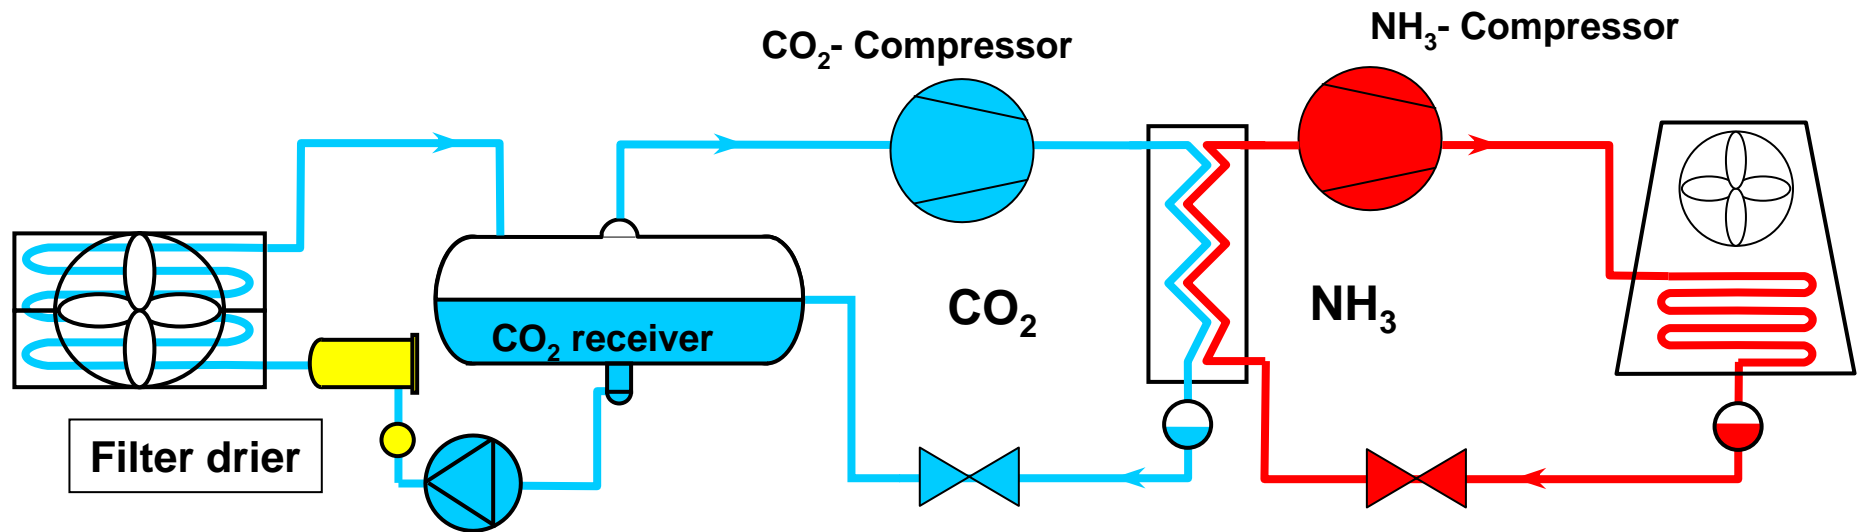 CO₂- Compressor
NH₃- Compressor
CO₂
NH₃
CO₂ receiver
Filter drier